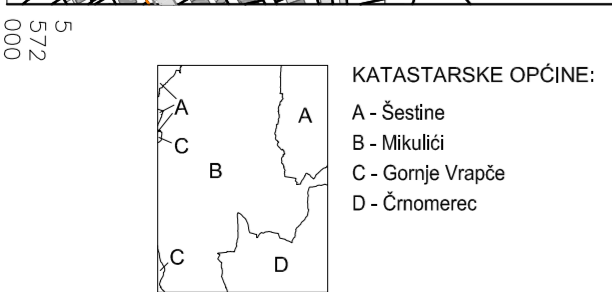 5
572
000
KATASTARSKE OPĆINE:
A - Šestine
B - Mikulići
C - Gornje Vrapče
D - Črnomerec
A
A
C
B
C
D